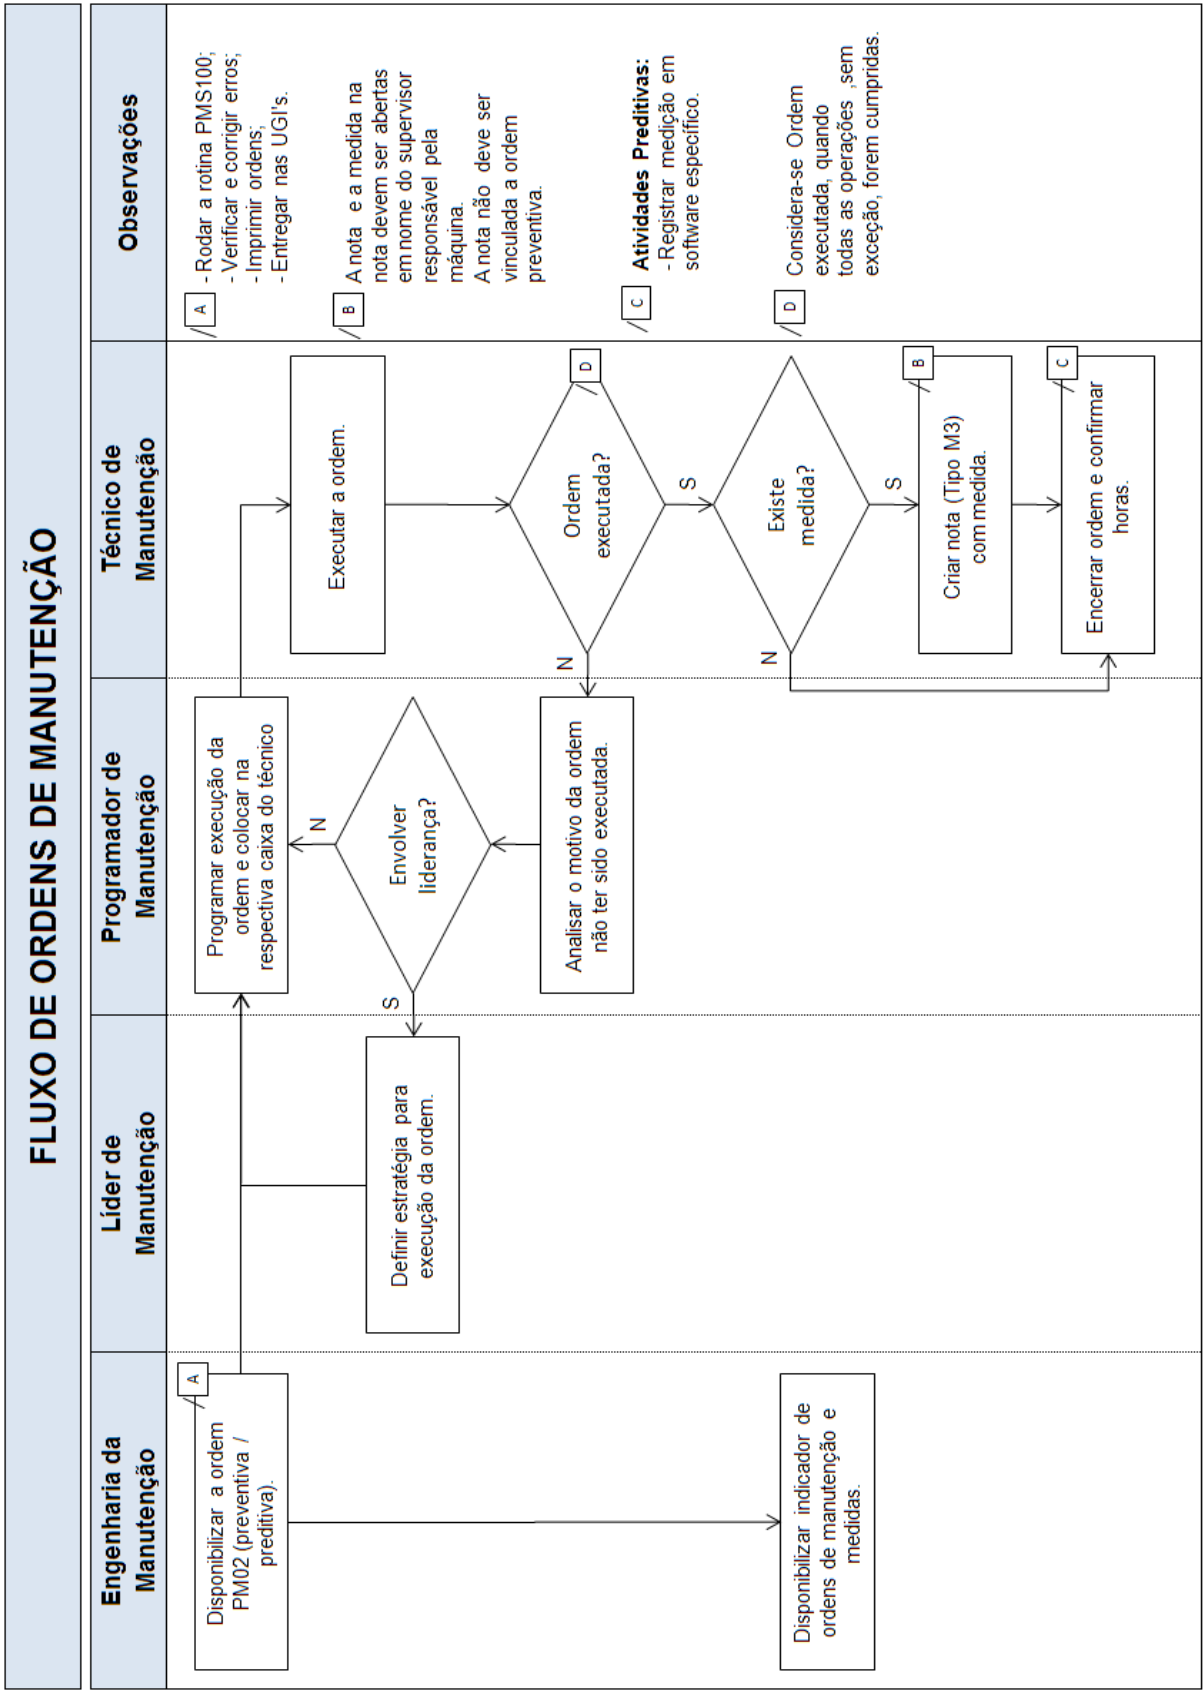 FLUXO DE ORDENS DE MANUTENÇÃO
Engenharia da
Manutenção
Líder de
Manutenção
Programador de
Manutenção
Técnico de
Manutenção
Observações
Disponibilizar a ordem
PM02 (preventiva /
preditiva).
A
Disponibilizar indicador de
ordens de manutenção e
medidas.
Definir estratégia para
execução da ordem.
Programar execução da
ordem e colocar na
respectiva caixa do técnico
N
Envolver
liderança?
S
Analisar o motivo da ordem
não ter sido executada.
Executar a ordem.
Ordem
executada?
D
N
S
Existe
medida?
N
S
Criar nota (Tipo M3)
com medida.
B
Encerrar ordem e confirmar
horas.
C
A
- Rodar a rotina PMS100;
- Verificar e corrigir erros;
- Imprimir ordens;
- Entregar nas UGI's.
B
A nota e a medida na
nota devem ser abertas
em nome do supervisor
responsável pela
máquina.
A nota não deve ser
vinculada a ordem
preventiva.
C
Atividades Preditivas:
- Registrar medição em
software específico.
D
Considera-se Ordem
executada, quando
todas as operações ,sem
exceção, forem cumpridas.